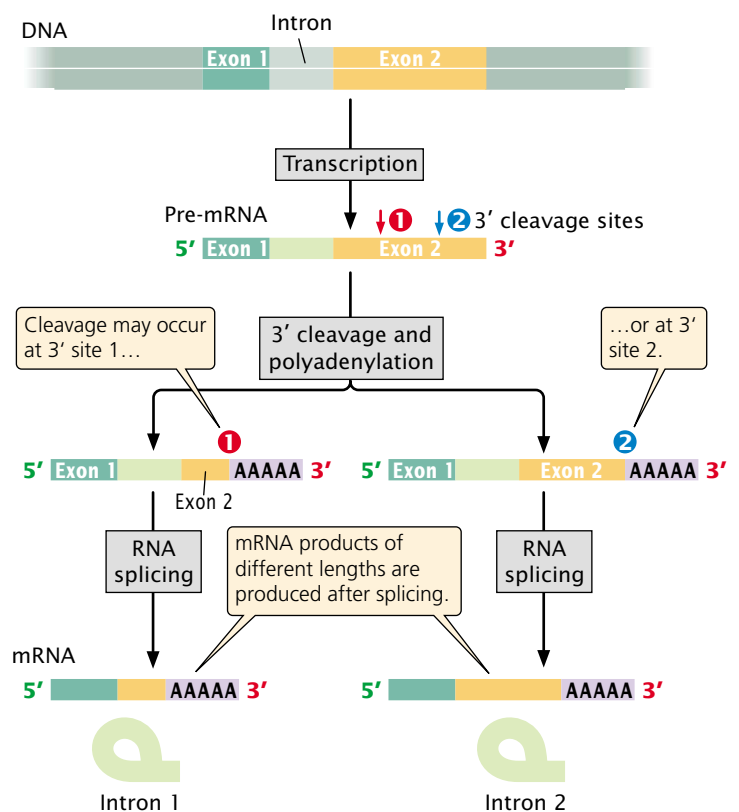 DNA
Intron
Exon 1
Exon 2
Transcription
Pre-mRNA
1
2 3′ cleavage sites
5′ Exon 1 Exon 2 3′
Cleavage may occur
at 3′ site 1…
3′ cleavage and
polyadenylation
…or at 3′
site 2.
1
2
5′ Exon 1 AAAAA 3′
Exon 2
5′ Exon 1 Exon 2 AAAAA 3′
RNA
splicing
mRNA products of
different lengths are
produced after splicing.
RNA
splicing
mRNA
5′ AAAAA 3′
5′ AAAAA 3′
Intron 1
Intron 2